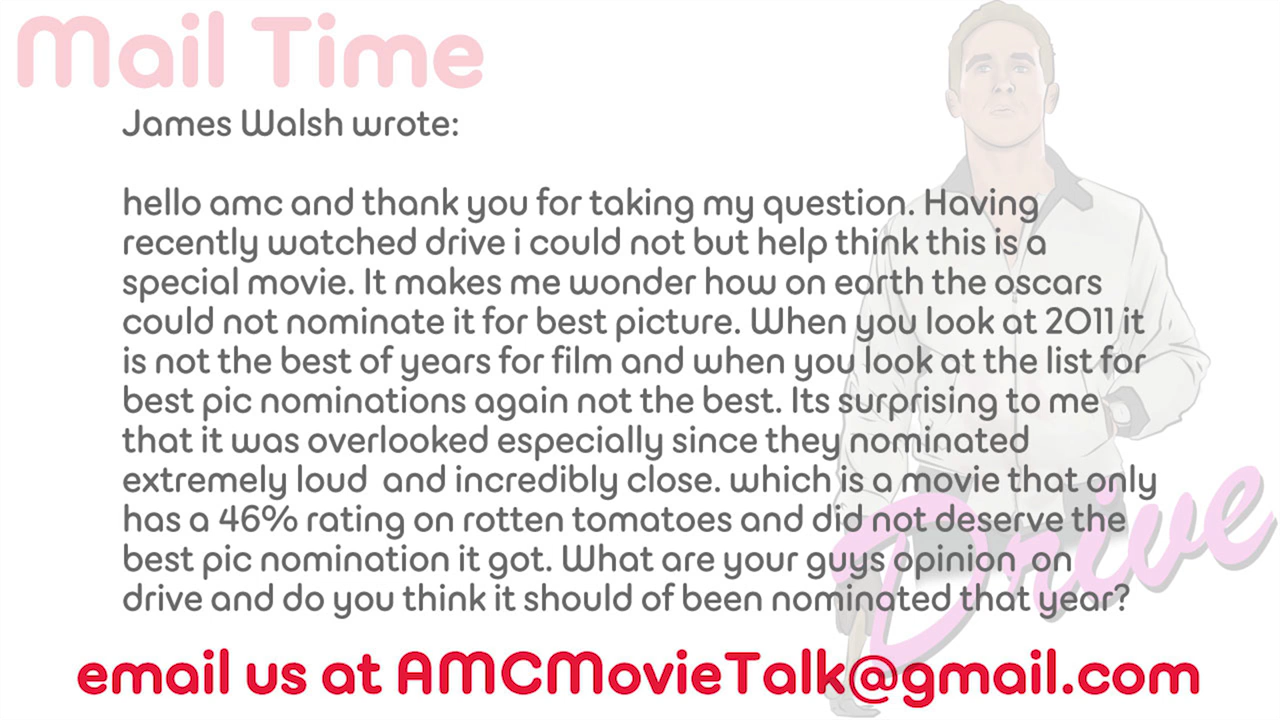 Mail Time
James Walsh wrote:
hello amc and thank you for taking my question. Having
recently watched drive i could not but help think this is a
special movie. It makes me wonder how on earth the oscars
could not nominate it for best picture. When you look at 2011 it
is not the best of years for film and when you look at the list for
best pic nominations again not the best. Its surprising to me
that it was overlooked especially since they nominated
extremely loud  and incredibly close. which is a movie that only
has a 46% rating on rotten tomatoes and did not deserve the
best pic nomination it got. What are your guys opinion  on
drive and do you think it should of been nominated that year?
Drive
email us at AMCMovieTalk@gmail.com